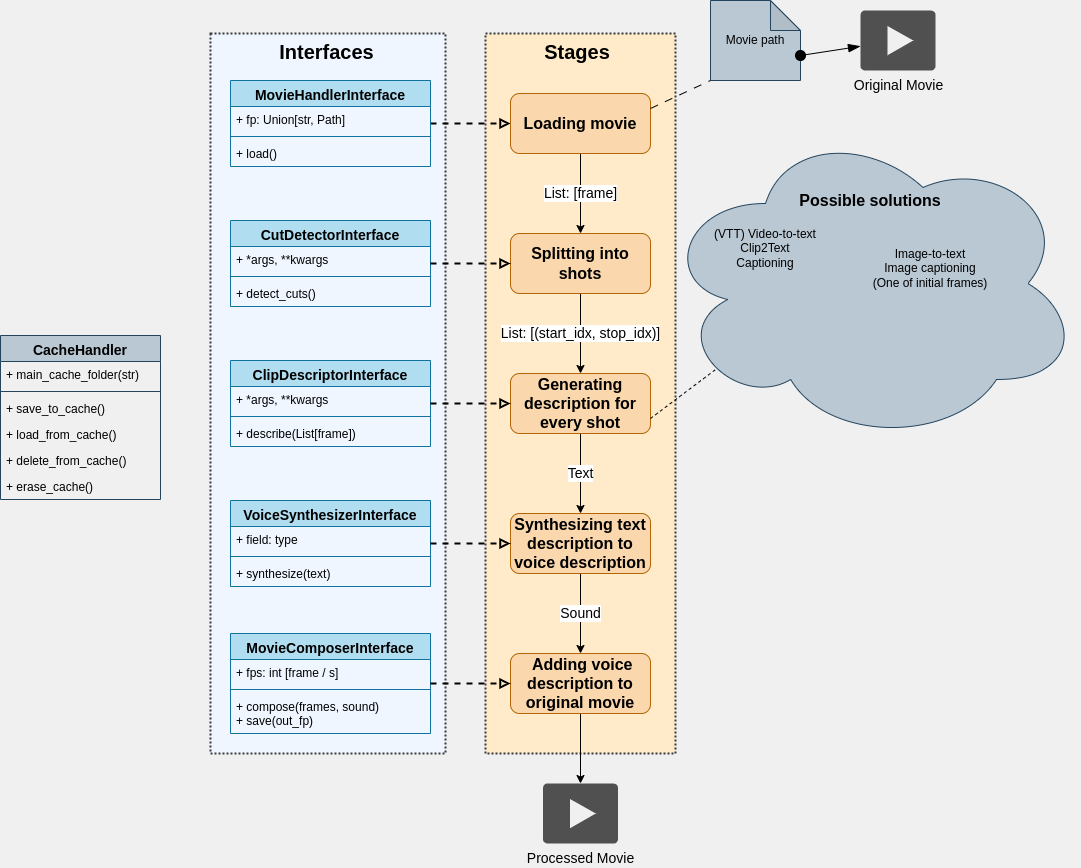 Interfaces
MovieHandlerInterface
+ fp: Union[str, Path]
+ load()
CutDetectorInterface
+ *args, **kwargs
+ detect_cuts()
ClipDescriptorInterface
+ *args, **kwargs
+ describe(List[frame])
VoiceSynthesizerInterface
+ field: type
+ synthesize(text)
MovieComposerInterface
+ fps: int [frame / s]
+ compose(frames, sound)
+ save(out_fp)
CacheHandler
+ main_cache_folder(str)
+ save_to_cache()
+ load_from_cache()
+ delete_from_cache()
+ erase_cache()
Stages
Loading movie
List: [frame]
Splitting into
shots
List: [(start_idx, stop_idx)]
Generating
description for
every shot
Text
Synthesizing text
description to
voice description
Sound
Adding voice
description to
original movie
Processed Movie
Movie path
Original Movie
Possible solutions
(VTT) Video-to-text
Clip2Text
Captioning
Image-to-text
Image captioning
(One of initial frames)